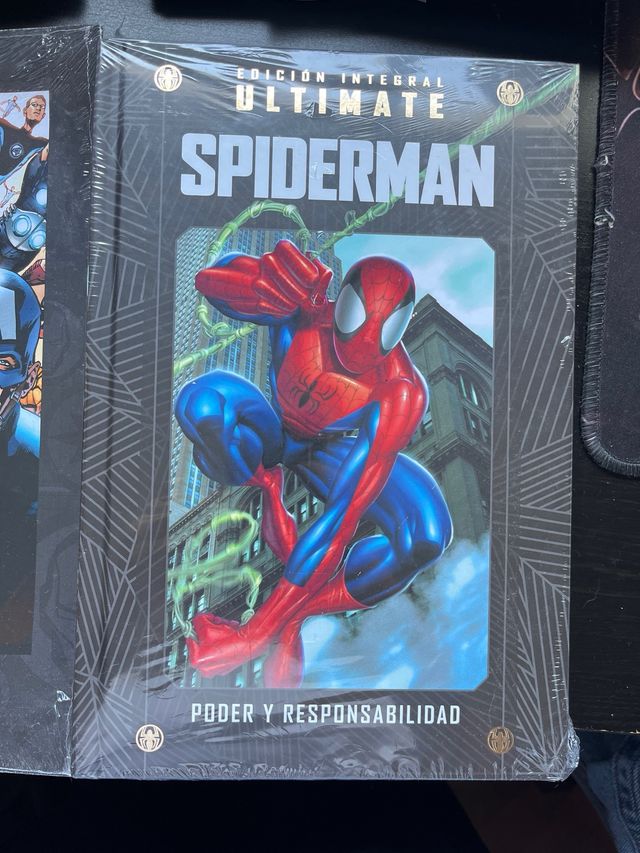 EDICIÓN INTEGRAL
ULTIMATE
SPIDERMAN
PODER Y RESPONSABILIDAD